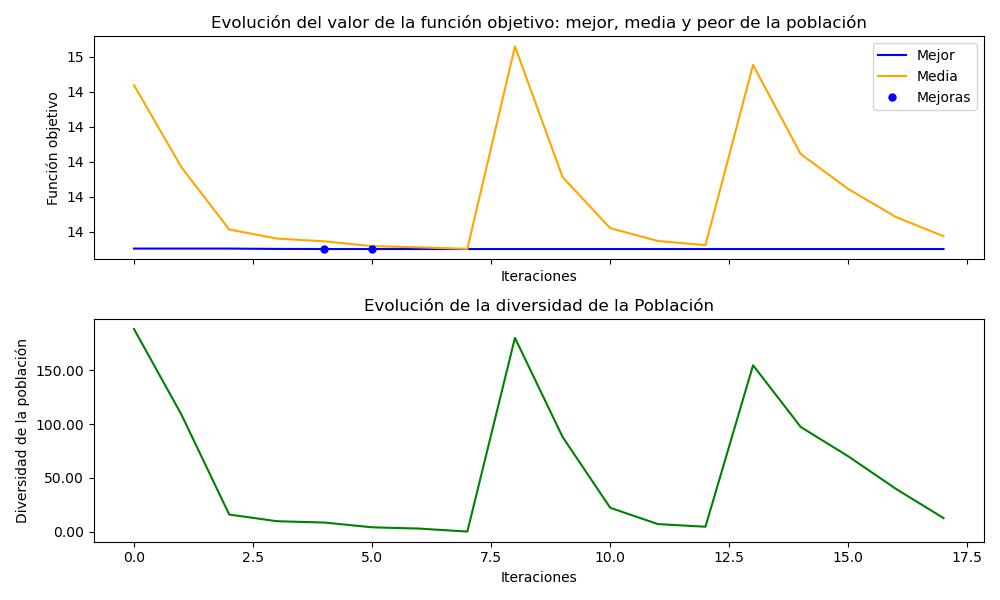 Evolución del valor de la función objetivo: mejor, media y peor de la población
Función objetivo
15
14
14
14
14
14
Mejor
Media
Mejoras
Iteraciones
Evolución de la diversidad de la Población
Diversidad de la población
150.00
100.00
50.00
0.00
0.0 2.5 5.0 7.5 10.0 12.5 15.0 17.5
Iteraciones